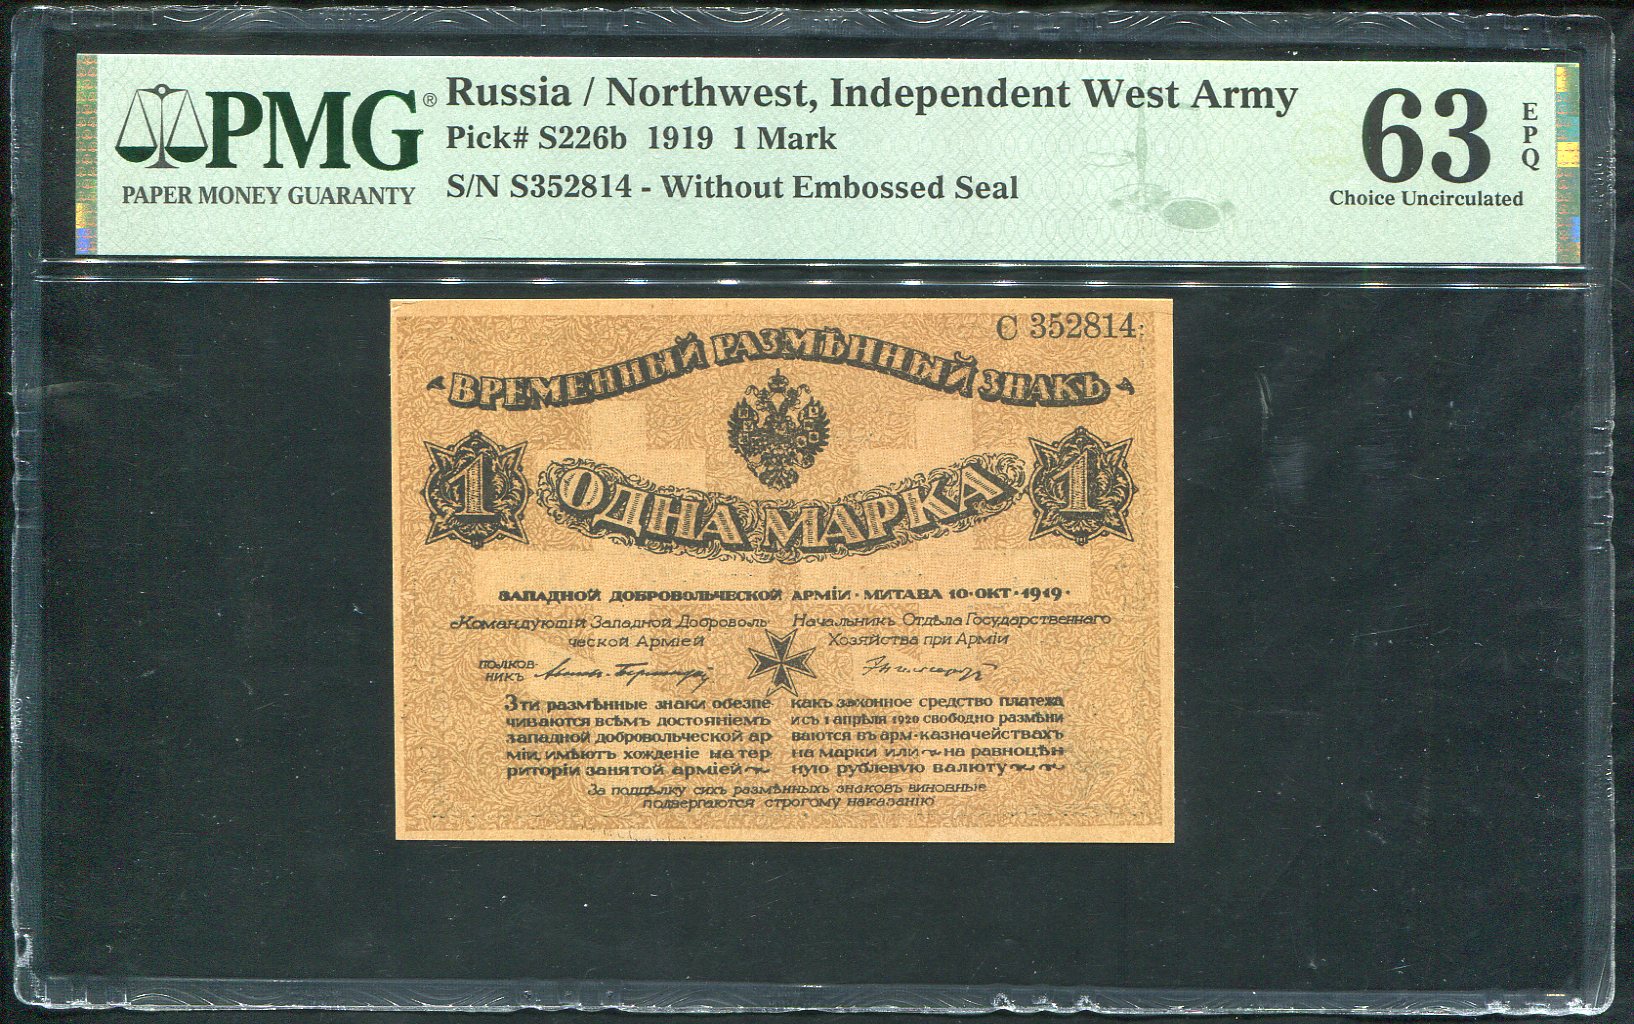 PMG®
PAPER MONEY GUARANTY
Russia / Northwest, Independent West Army
Pick# S226b 1919 1 Mark
S/N S352814 - Without Embossed Seal
63
EPQ
Choice Uncirculated
С 352814
ВРЕМЕННЫЙ РАЗМѢННЫЙ ЗНАКЪ
1
ОДНА МАРКА
1
ЗАПАДНОЙ ДОБРОВОЛЬЧЕСКОЙ АРМІИ · МИТАВА 10·ОКТ·1919·
Командующій Западной Доброволь
ческой Арміей
ПОЛКОВ-
НИКЪ
Начальникъ Отдѣла Государственнаго
Хозяйства при Арміи
Эти размѣнные знаки обезпе
чиваются всѣмъ достояніемъ
западной добровольческой ар
міи, имѣютъ хожденіе на тер
риторіи занятой арміей
какъ законное средство платежа
и съ 1 апрѣля 1920 свободно размѣни
ваются въ арм-казначействахъ
на марки или на равноцѣн
ную рублевую валюту
За поддѣлку сихъ размѣнныхъ знаковъ виновные
подвергаются строгому наказанію